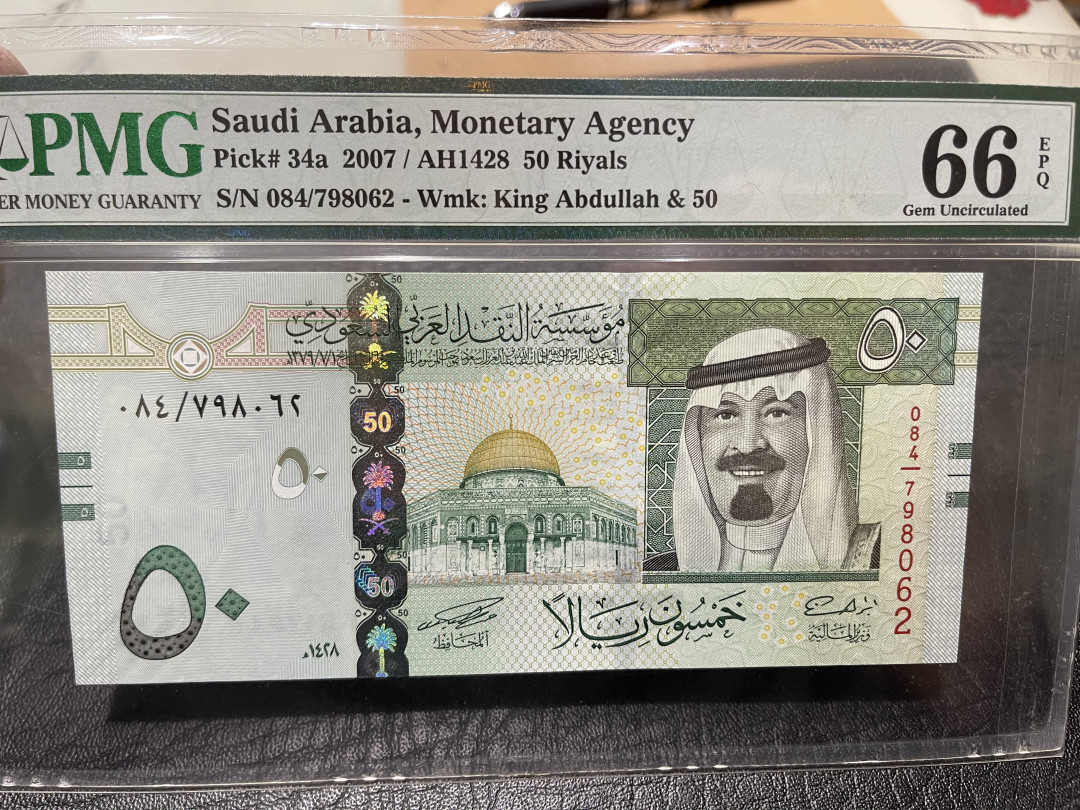 PMG
Saudi Arabia, Monetary Agency
Pick# 34a 2007 / AH1428 50 Riyals
S/N 084/798062 - Wmk: King Abdullah & 50
ER MONEY GUARANTY
66
EPQ
Gem Uncirculated
مؤسسة النقد العربي السعودي
٥٠
٠٨٤/٧٩٨٠٦٢
٥٠
50
50
084/798062
خمسون ريالاً
المحافظ
وزير المالية
٥٠
١٤٢٨هـ